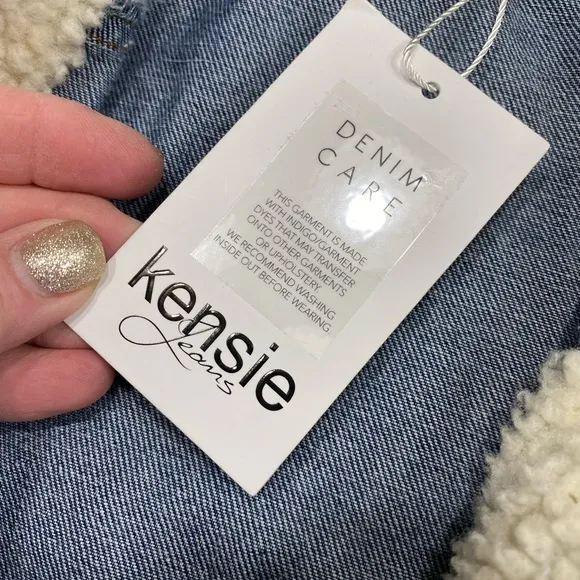 DENIM
CARE
THIS GARMENT IS MADE
WITH INDIGO/GARMENT
DYES THAT MAY TRANSFER
ONTO OTHER GARMENTS
OR UPHOLSTERY.
WE RECOMMEND WASHING
INSIDE OUT BEFORE WEARING.
kensie
Jeans